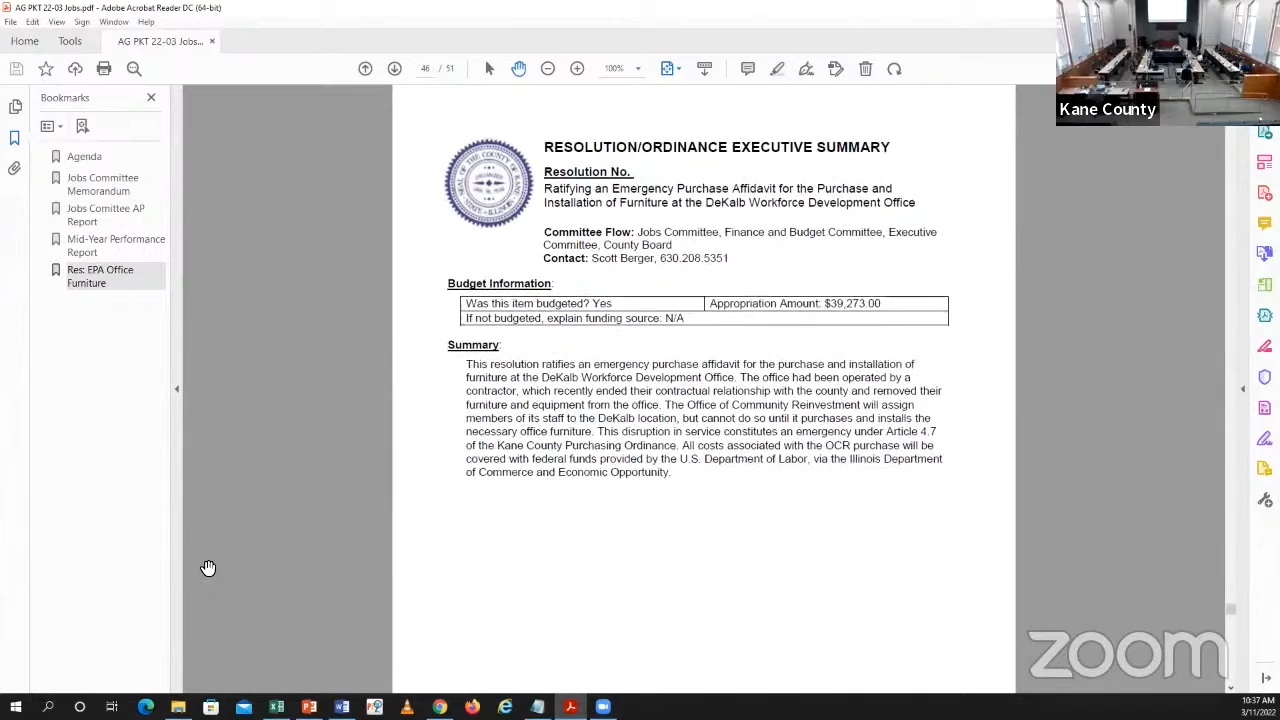 AG PKT 22-03 Jobs.pdf - Adobe Acrobat Reader DC (64-bit)
File Edit View Sign Window Help
Home Tools AG PKT 22-03 Jobs... ×
46 / 51 100%
Kane County
Bookmarks
Agenda
Jobs Committee
Memorandum
Jobs Comittee AP
Report
Mid-Year Performance
Report
Res: EPA Office
Furniture
RESOLUTION/ORDINANCE EXECUTIVE SUMMARY
Resolution No.
Ratifying an Emergency Purchase Affidavit for the Purchase and
Installation of Furniture at the DeKalb Workforce Development Office
Committee Flow: Jobs Committee, Finance and Budget Committee, Executive
Committee, County Board
Contact: Scott Berger, 630.208.5351
Budget Information:
Was this item budgeted? Yes Appropriation Amount: $39,273.00
If not budgeted, explain funding source: N/A
Summary:
This resolution ratifies an emergency purchase affidavit for the purchase and installation of
furniture at the DeKalb Workforce Development Office. The office had been operated by a
contractor, which recently ended their contractual relationship with the county and removed their
furniture and equipment from the office. The Office of Community Reinvestment will assign
members of its staff to the DeKalb location, but cannot do so until it purchases and installs the
necessary office furniture. This disruption in service constitutes an emergency under Article 4.7
of the Kane County Purchasing Ordinance. All costs associated with the OCR purchase will be
covered with federal funds provided by the U.S. Department of Labor, via the Illinois Department
of Commerce and Economic Opportunity.
zoom
10:37 AM
3/11/2022